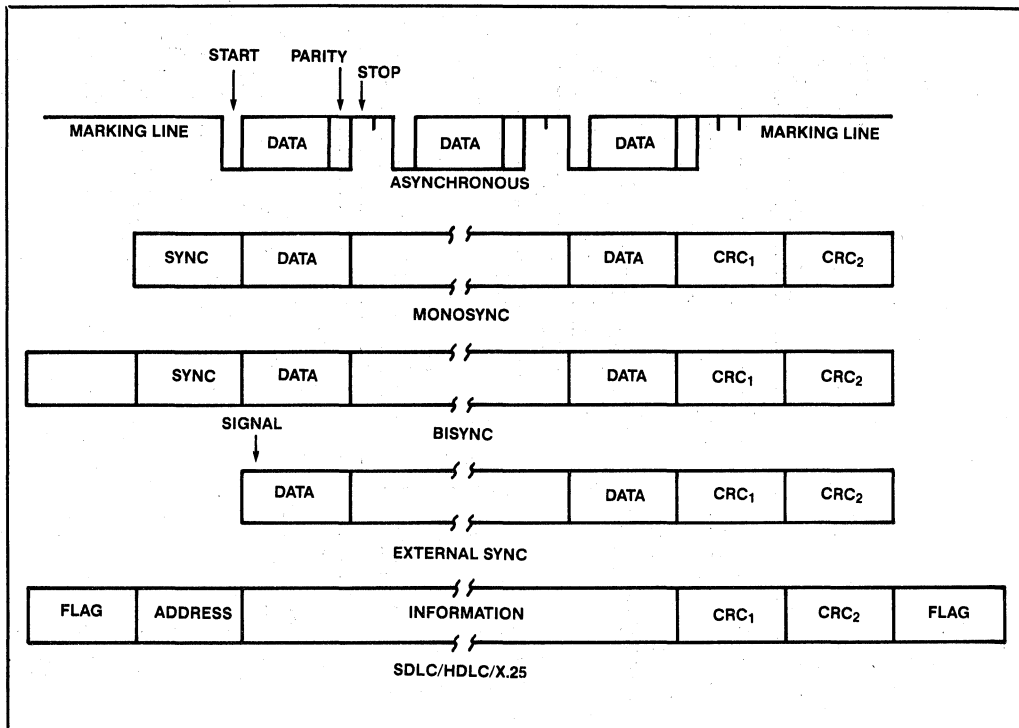 START PARITY
STOP
MARKING LINE DATA DATA DATA MARKING LINE
ASYNCHRONOUS
SYNC DATA DATA CRC₁ CRC₂
MONOSYNC
SYNC DATA DATA CRC₁ CRC₂
SIGNAL BISYNC
DATA DATA CRC₁ CRC₂
EXTERNAL SYNC
FLAG ADDRESS INFORMATION CRC₁ CRC₂ FLAG
SDLC/HDLC/X.25